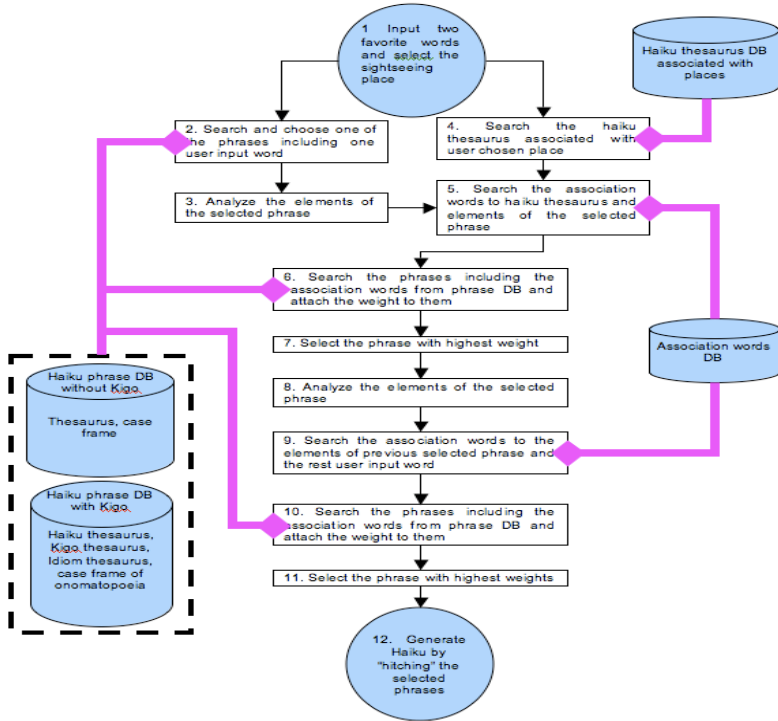 1 Input two
favorite words
and select the
sightseeing
place
Haiku thesaurus DB
associated with
places
2. Search and choose one of
the phrases including one
user input word
4. Search the haiku
thesaurus associated with
user chosen place
3. Analyze the elements of
the selected phrase
5. Search the association
words to haiku thesaurus and
elements of the selected
phrase
6. Search the phrases including the
association words from phrase DB and
attach the weight to them
7. Select the phrase with highest weight
8. Analyze the elements of the selected
phrase
9. Search the association words to the
elements of previous selected phrase and
the rest user input word
10. Search the phrases including the
association words from phrase DB and
attach the weight to them
11. Select the phrase with highest weights
12. Generate
Haiku by
"hitching" the
selected
phrases
Association words
DB
Haiku phrase DB
without Kigo
Thesaurus, case
frame
Haiku phrase DB
with Kigo
Haiku thesaurus,
Kigo thesaurus,
Idiom thesaurus,
case frame of
onomatopoeia